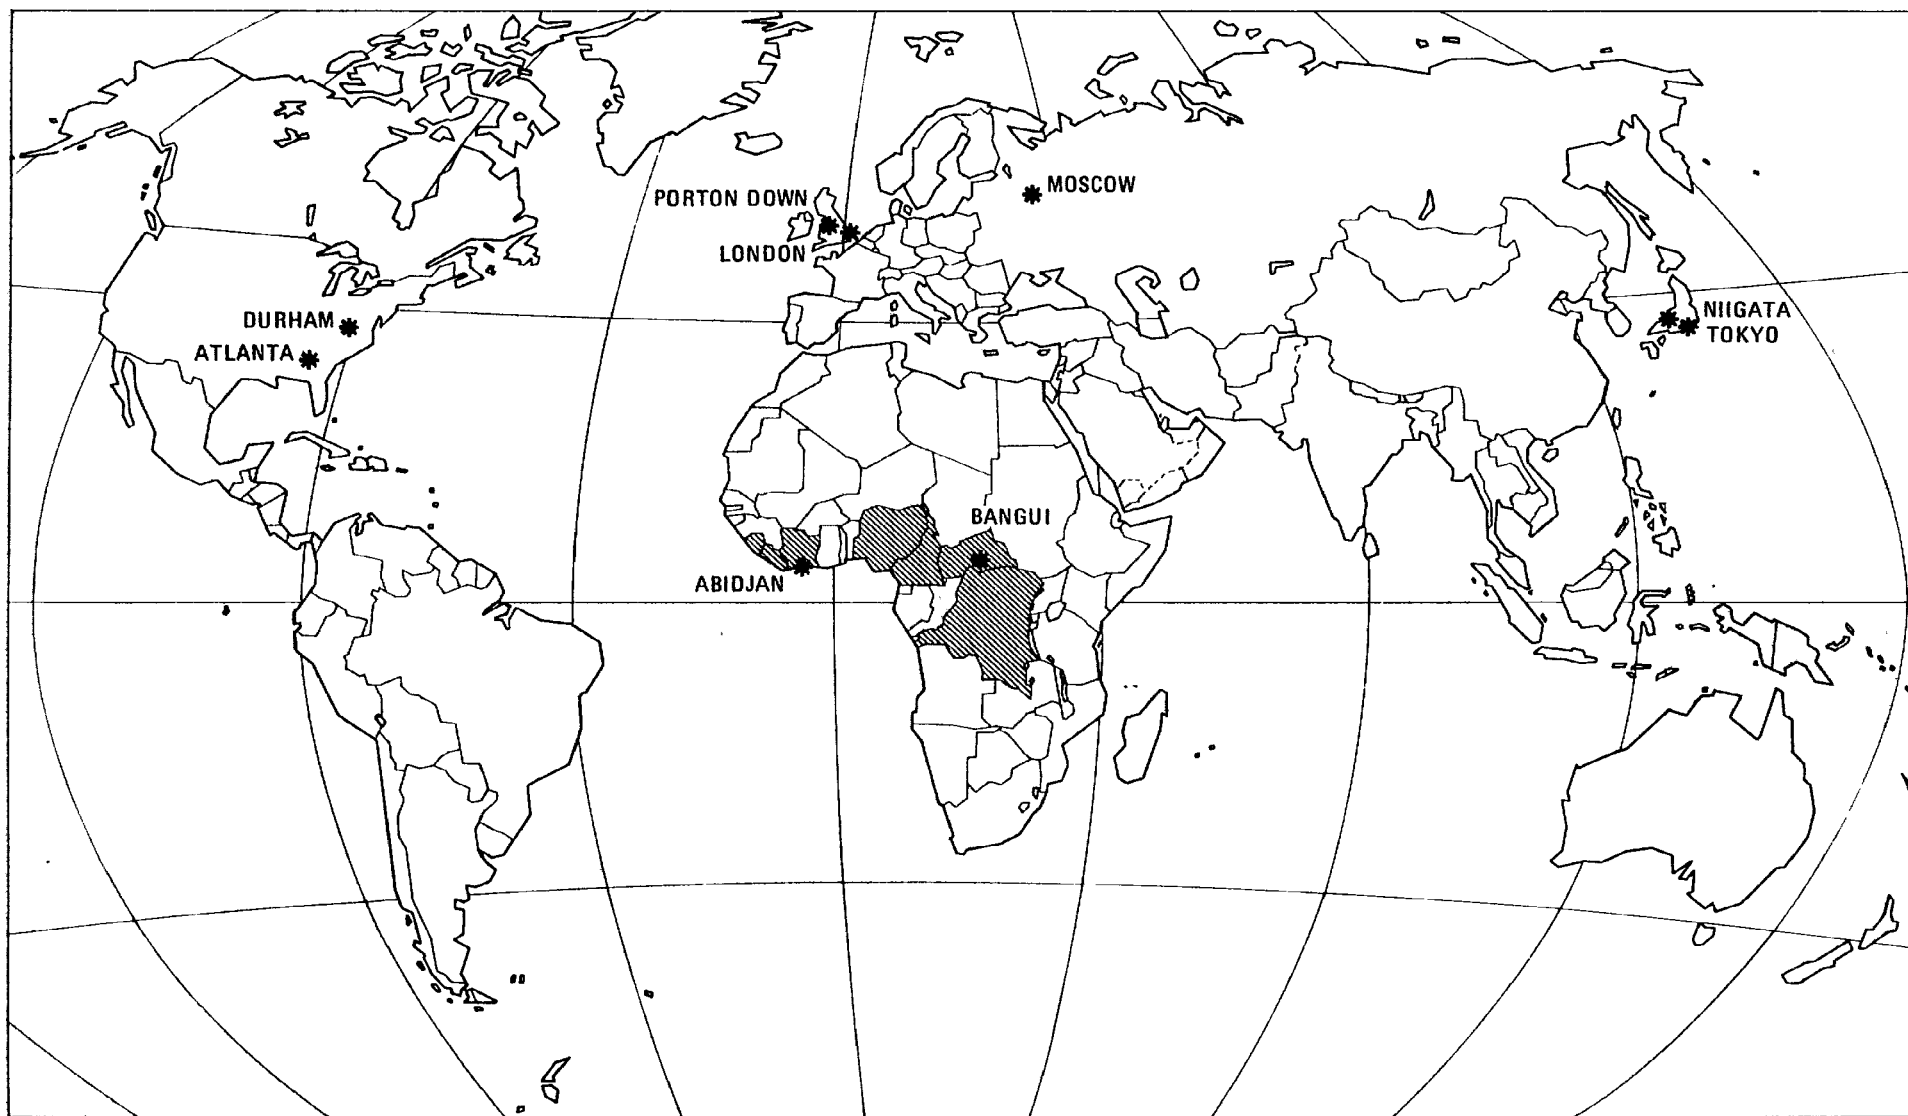 MOSCOW
PORTON DOWN
LONDON
DURHAM
ATLANTA
NIIGATA
TOKYO
BANGUI
ABIDJAN